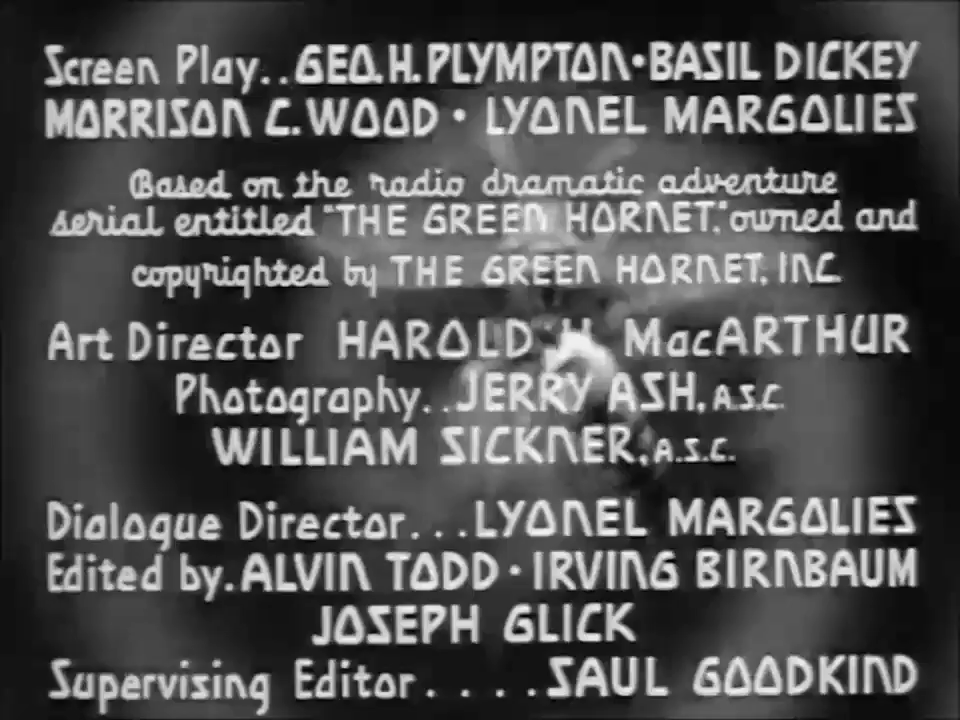 Screen Play..GEO. H. PLYMPTON·BASIL DICKEY
MORRISON C. WOOD · LYONEL MARGOLIES
Based on the radio dramatic adventure
serial entitled "THE GREEN HORNET." owned and
copyrighted by THE GREEN HORNET, INC.
Art Director HAROLD H. MacARTHUR
Photography..JERRY ASH, A.S.C.
WILLIAM SICKNER, A.S.C.
Dialogue Director...LYONEL MARGOLIES
Edited by.ALVIN TODD·IRVING BIRNBAUM
JOSEPH GLICK
Supervising Editor....SAUL GOODKIND